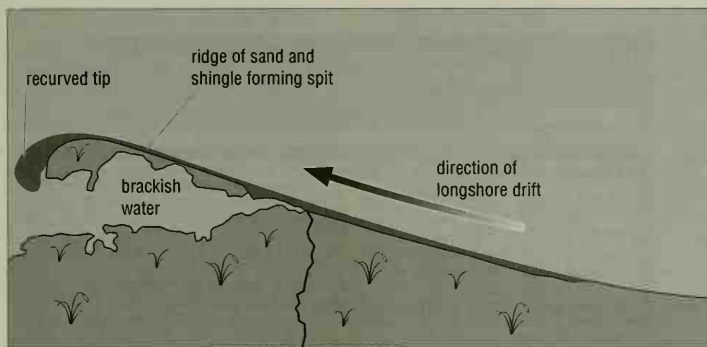 ridge of sand and
shingle forming spit
recurved tip
direction of
longshore drift
brackish
water